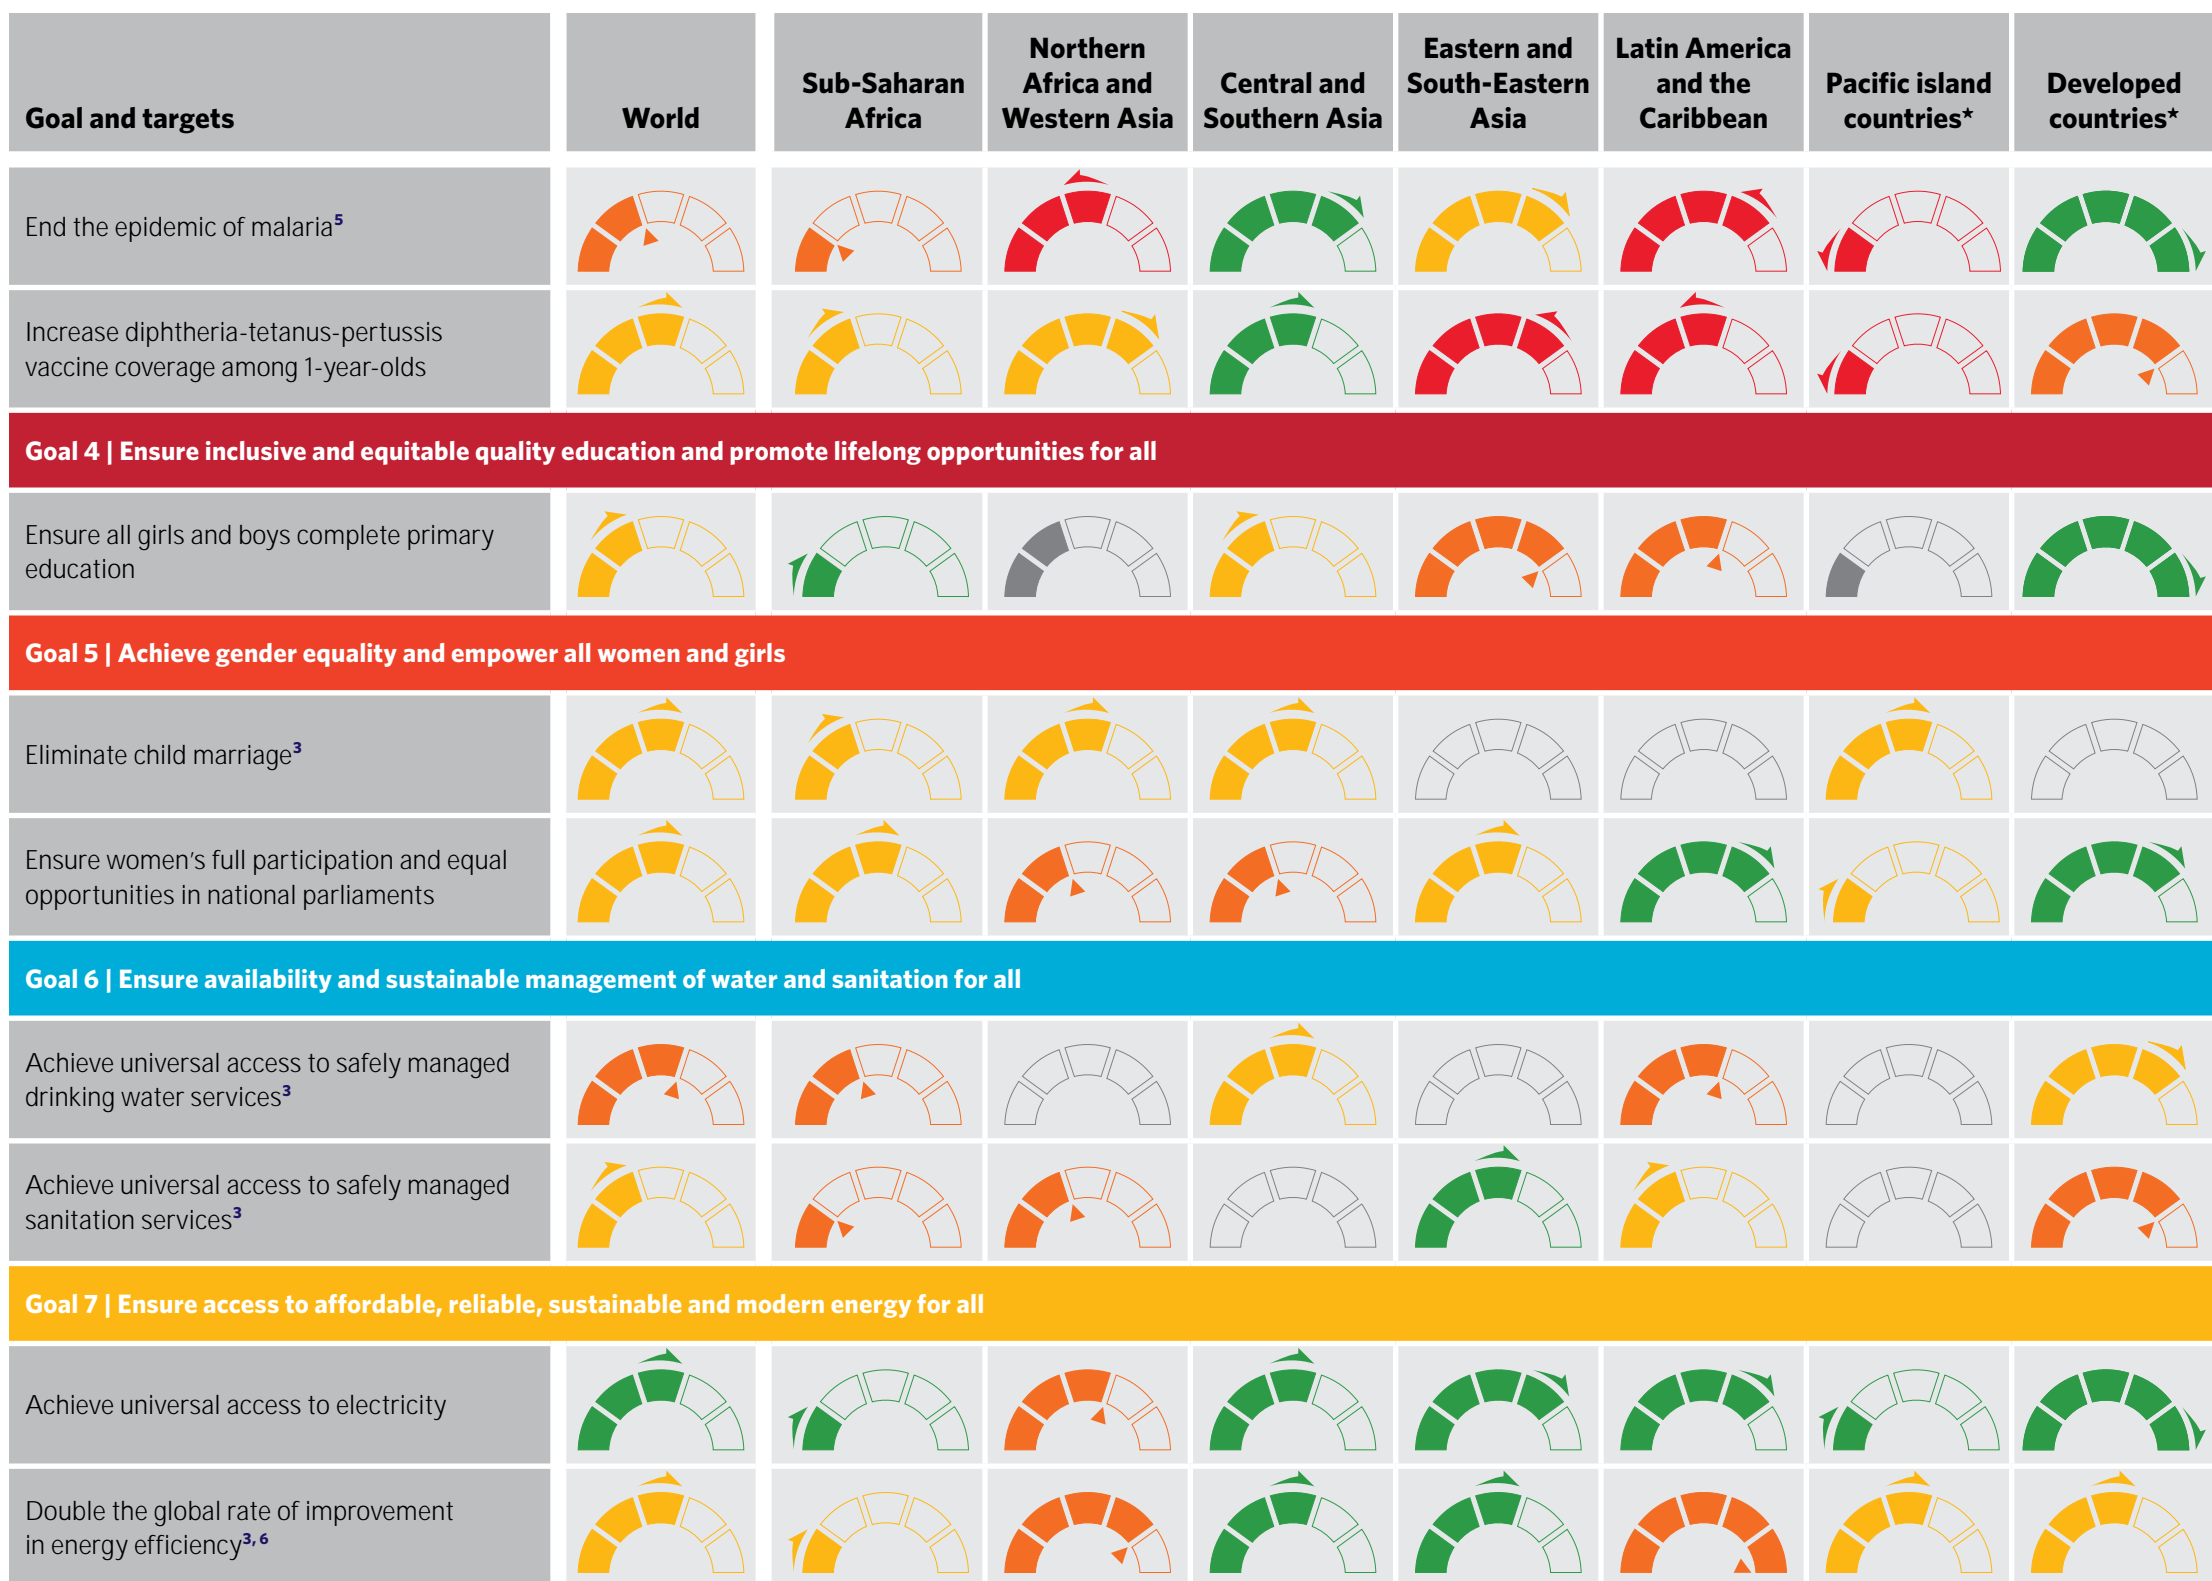 Goal and targets
World
Sub-Saharan
Africa
Northern
Africa and
Western Asia
Central and
Southern Asia
Eastern and
South-Eastern
Asia
Latin America
and the
Caribbean
Pacific island
countries★
Developed
countries★
End the epidemic of malaria5
Increase diphtheria-tetanus-pertussis
vaccine coverage among 1-year-olds
Goal 4 | Ensure inclusive and equitable quality education and promote lifelong opportunities for all
Ensure all girls and boys complete primary
education
Goal 5 | Achieve gender equality and empower all women and girls
Eliminate child marriage3
Ensure women's full participation and equal
opportunities in national parliaments
Goal 6 | Ensure availability and sustainable management of water and sanitation for all
Achieve universal access to safely managed
drinking water services3
Achieve universal access to safely managed
sanitation services3
Goal 7 | Ensure access to affordable, reliable, sustainable and modern energy for all
Achieve universal access to electricity
Double the global rate of improvement
in energy efficiency3,6